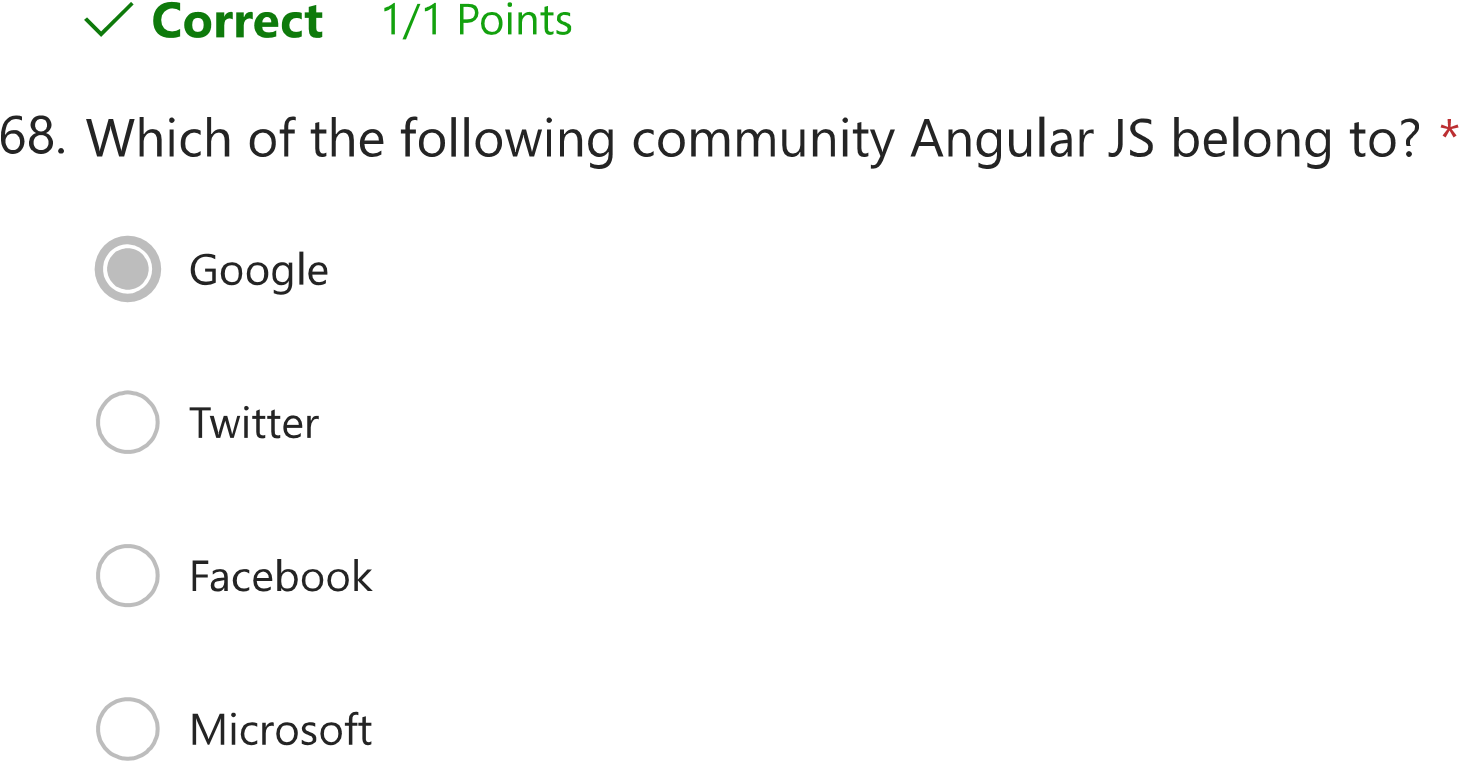 Correct 1/1 Points
68. Which of the following community Angular JS belong to? *
Google
Twitter
Facebook
Microsoft